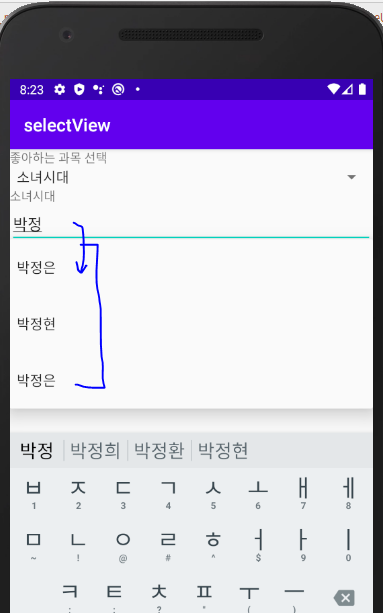 8:23
selectView
좋아하는 과목 선택
소녀시대
소녀시대
박정
박정은
박정현
박정은
박정 박정희 박정환 박정현
ㅂ ㅈ ㄷ ㄱ ㅅ ㅗ ㅐ ㅔ
1 2 3 4 5 6 7 8
ㅁ ㄴ ㅇ ㄹ ㅎ ㅓ ㅏ ㅣ
~ ! @ # ^ $ 9 0
ㅋ ㅌ ㅊ ㅍ ㅜ ㅡ
; : ? " ( )